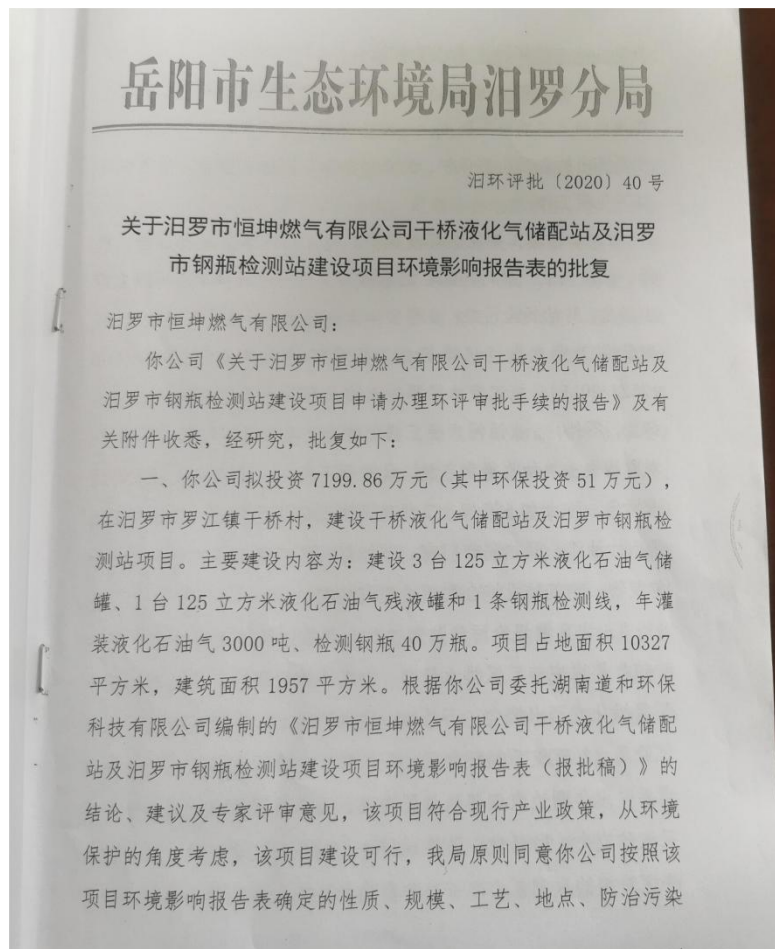 岳阳市生态环境局汨罗分局
汨环评批〔2020〕40号
关于汨罗市恒坤燃气有限公司干桥液化气储配站及汨罗
市钢瓶检测站建设项目环境影响报告表的批复
汨罗市恒坤燃气有限公司：
你公司《关于汨罗市恒坤燃气有限公司干桥液化气储配站及
汨罗市钢瓶检测站建设项目申请办理环评审批手续的报告》及有
关附件收悉，经研究，批复如下：
一、你公司拟投资7199.86万元（其中环保投资51万元），
在汨罗市罗江镇干桥村，建设干桥液化气储配站及汨罗市钢瓶检
测站项目。主要建设内容为：建设3台125立方米液化石油气储
罐、1台125立方米液化石油气残液罐和1条钢瓶检测线，年灌
装液化石油气3000吨、检测钢瓶40万瓶。项目占地面积10327
平方米，建筑面积1957平方米。根据你公司委托湖南道和环保
科技有限公司编制的《汨罗市恒坤燃气有限公司干桥液化气储配
站及汨罗市钢瓶检测站建设项目环境影响报告表（报批稿）》的
结论、建议及专家评审意见，该项目符合现行产业政策，从环境
保护的角度考虑，该项目建设可行，我局原则同意你公司按照该
项目环境影响报告表确定的性质、规模、工艺、地点、防治污染